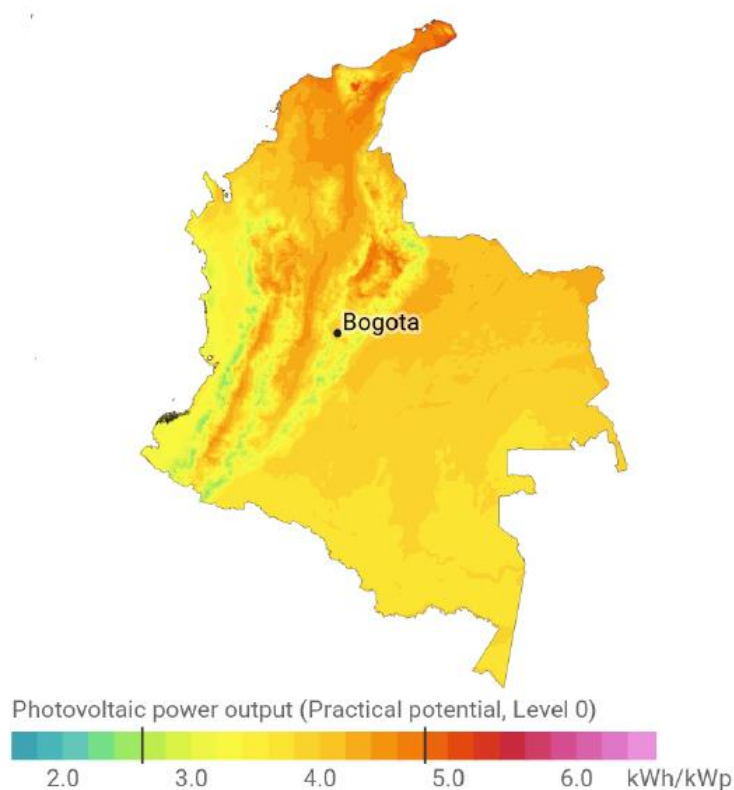 Bogota
Photovoltaic power output (Practical potential, Level 0)
2.0 3.0 4.0 5.0 6.0 kWh/kWp